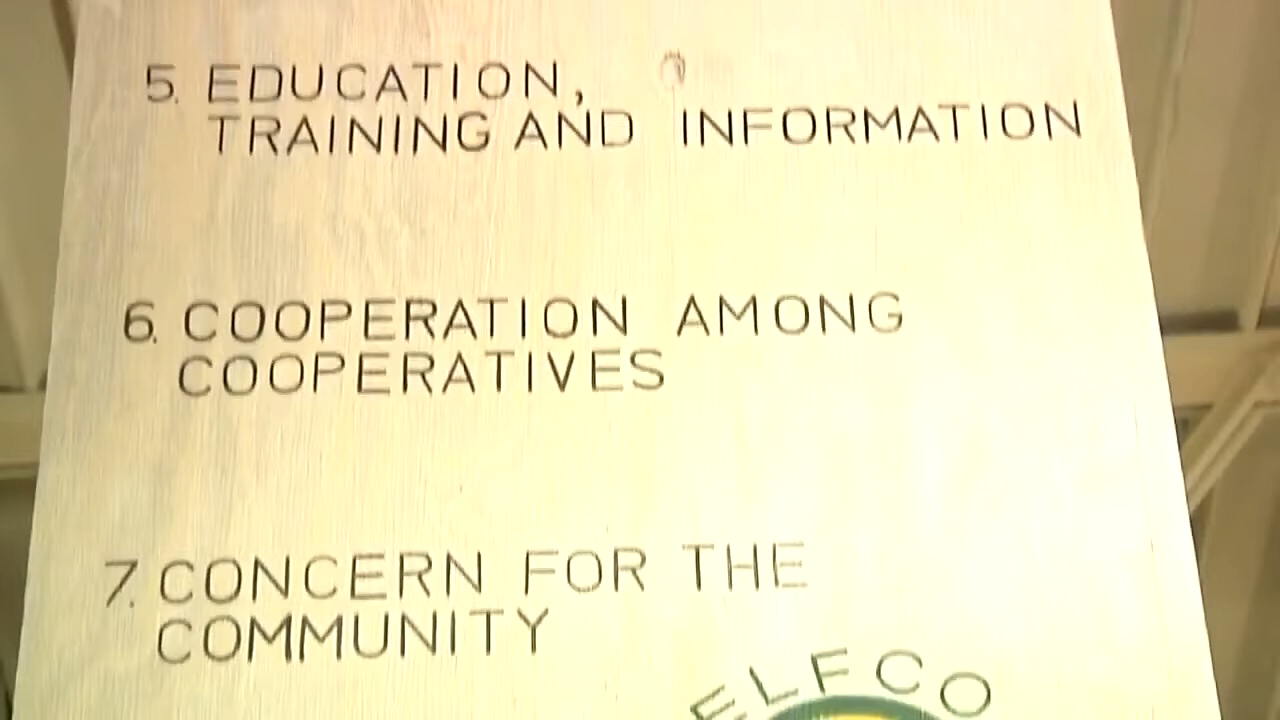 5. EDUCATION,
TRAINING AND INFORMATION
6. COOPERATION AMONG
COOPERATIVES
7. CONCERN FOR THE
COMMUNITY
ELFCO